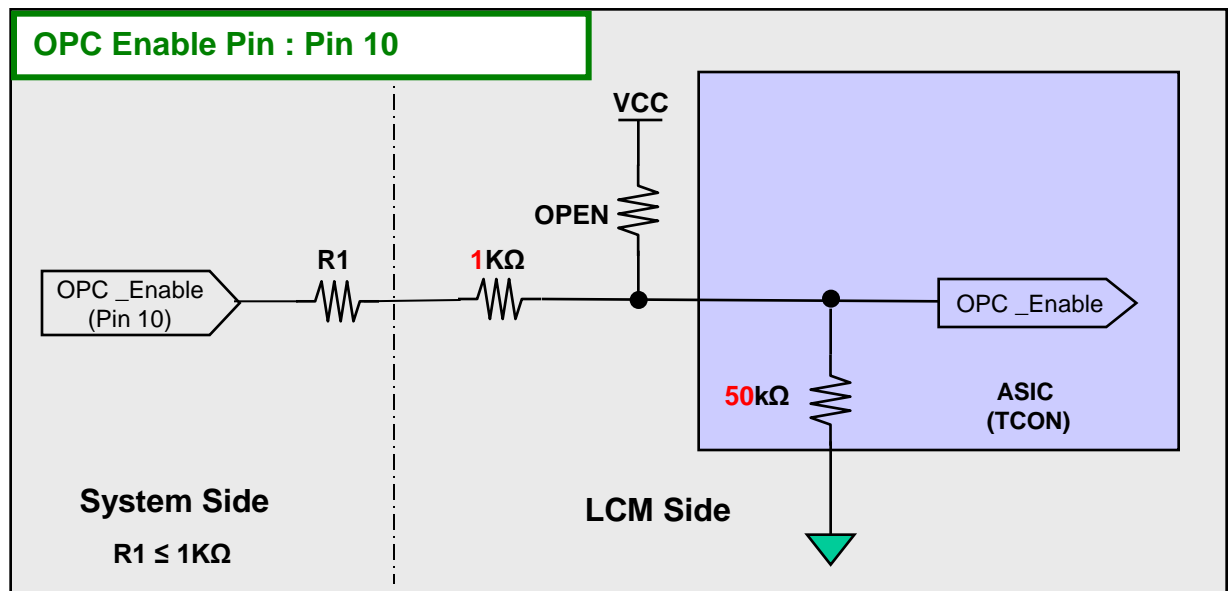 OPC Enable Pin : Pin 10
VCC
OPEN
R1
1KΩ
OPC _Enable
(Pin 10)
OPC _Enable
50kΩ
ASIC
(TCON)
System Side
LCM Side
R1 ≤ 1KΩ